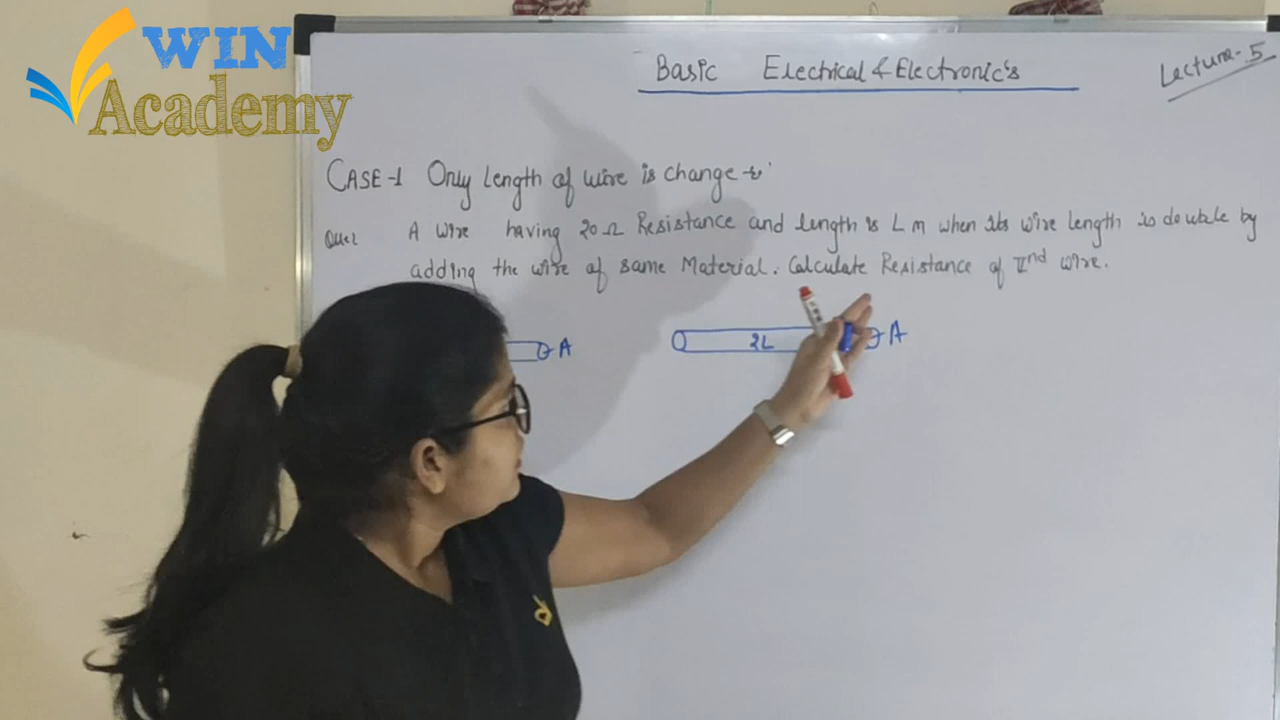 WIN
Academy
Basic Electrical & Electronic's
Lecture-5
CASE-1 Only Length of wire is change
Que:- A wire having 20Ω Resistance and length is L m when its wire length is double by
adding the wire of same Material. Calculate Resistance of IInd wire.
A
2L
A